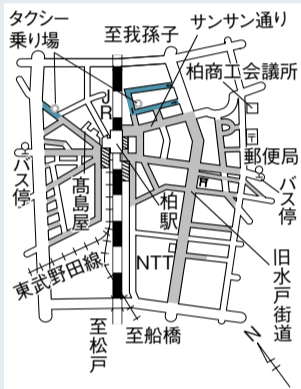 タクシー
乗り場
至我孫子
サンサン通り
柏商工会議所
JR
郵便局
バス停
バス停
髙島屋
柏駅
東武野田線
NTT
旧水戸街道
至松戸
至船橋
N